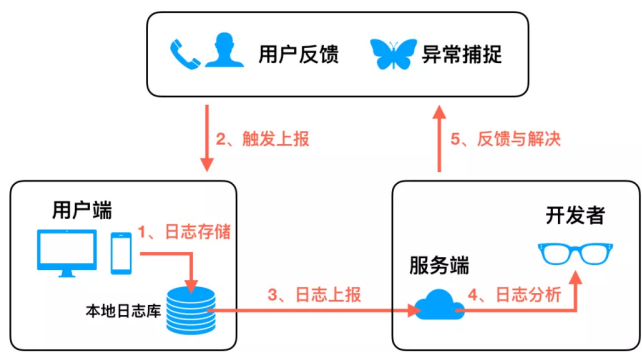 用户反馈
异常捕捉
2、触发上报
5、反馈与解决
用户端
1、日志存储
本地日志库
3、日志上报
开发者
服务端
4、日志分析